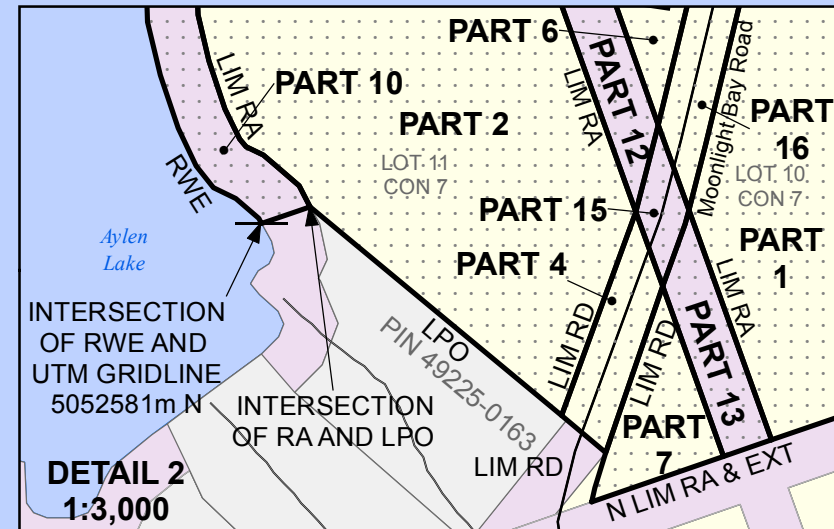 PART 6
PART 10
LIM RA
PART 2
LOT 11
CON 7
LIM RA
PART 12
Moonlight Bay Road
PART
16
LOT 10
CON 7
RWE
PART 15
PART 4
PART
1
Aylen
Lake
LIM RA
INTERSECTION
OF RWE AND
UTM GRIDLINE
5052581m N
LPO
PIN 49225-0163
LIM RD
LIM RD
PART 13
INTERSECTION
OF RA AND LPO
PART
7
LIM RD
N LIM RA & EXT
DETAIL 2
1:3,000